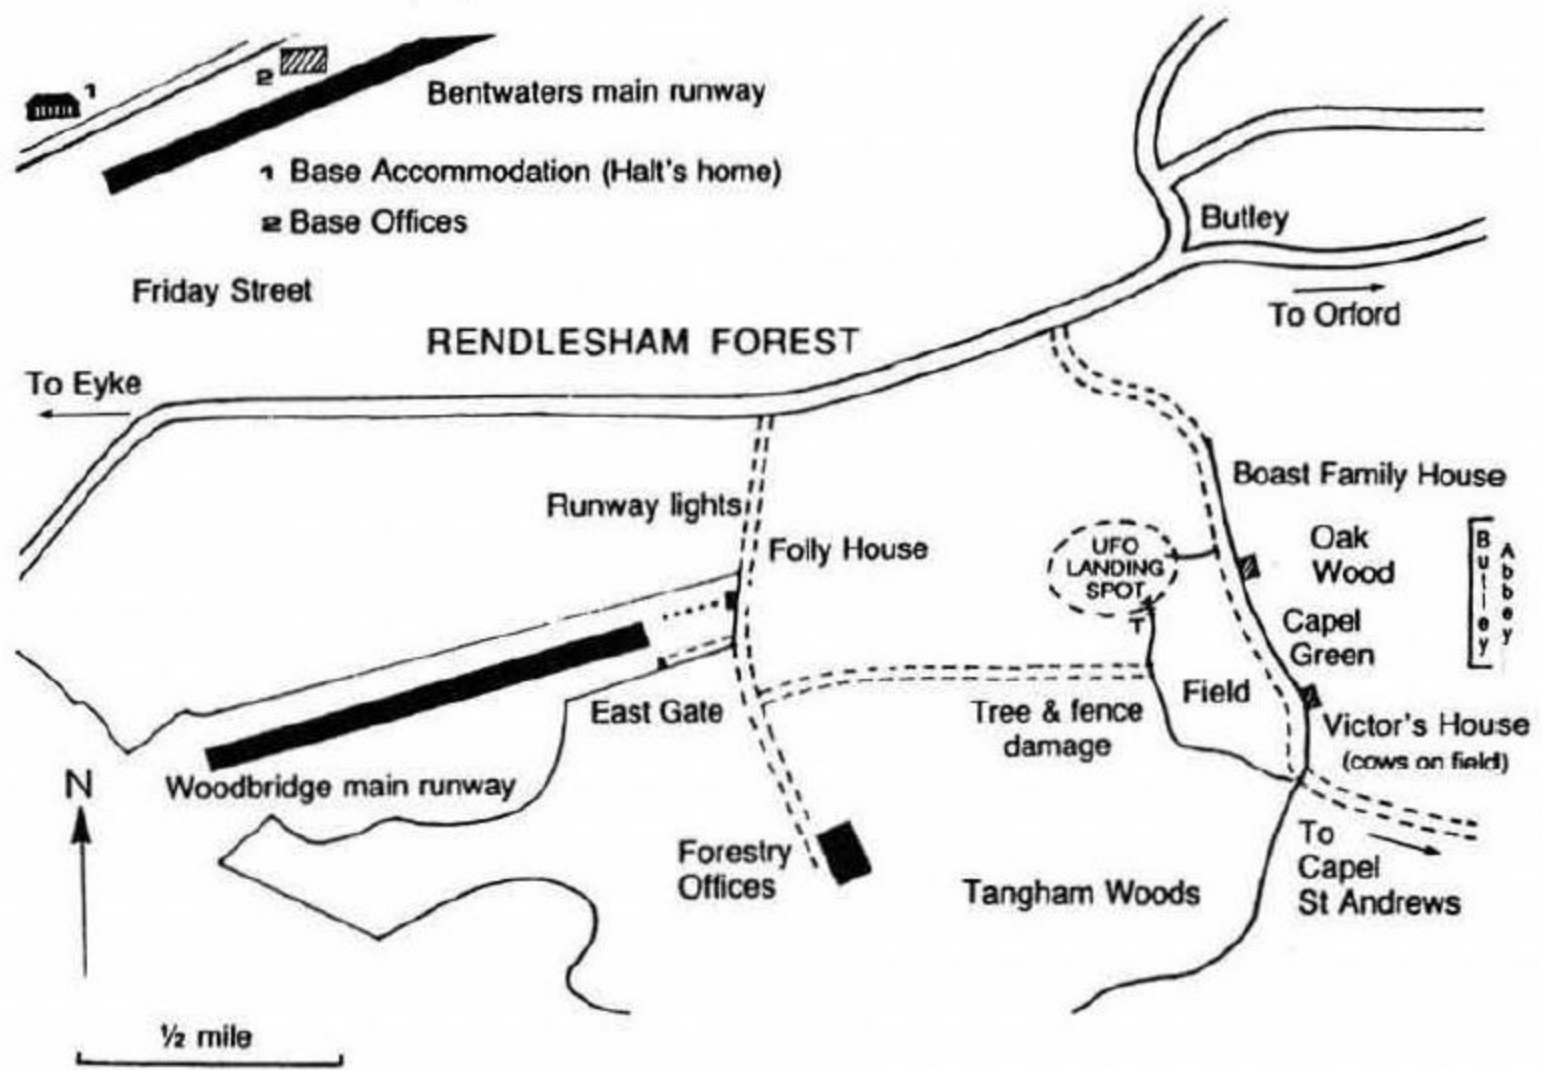 1
2
Bentwaters main runway
1 Base Accommodation (Halt's home)
2 Base Offices
Butley
Friday Street
To Orford
RENDLESHAM FOREST
To Eyke
Boast Family House
Runway lights
Folly House
UFO
LANDING
SPOT
Oak
Wood
Butley
Abbey
T
Capel
Green
East Gate
Tree & fence
damage
Field
Victor's House
(cows on field)
N
Woodbridge main runway
Forestry
Offices
Tangham Woods
To
Capel
St Andrews
½ mile